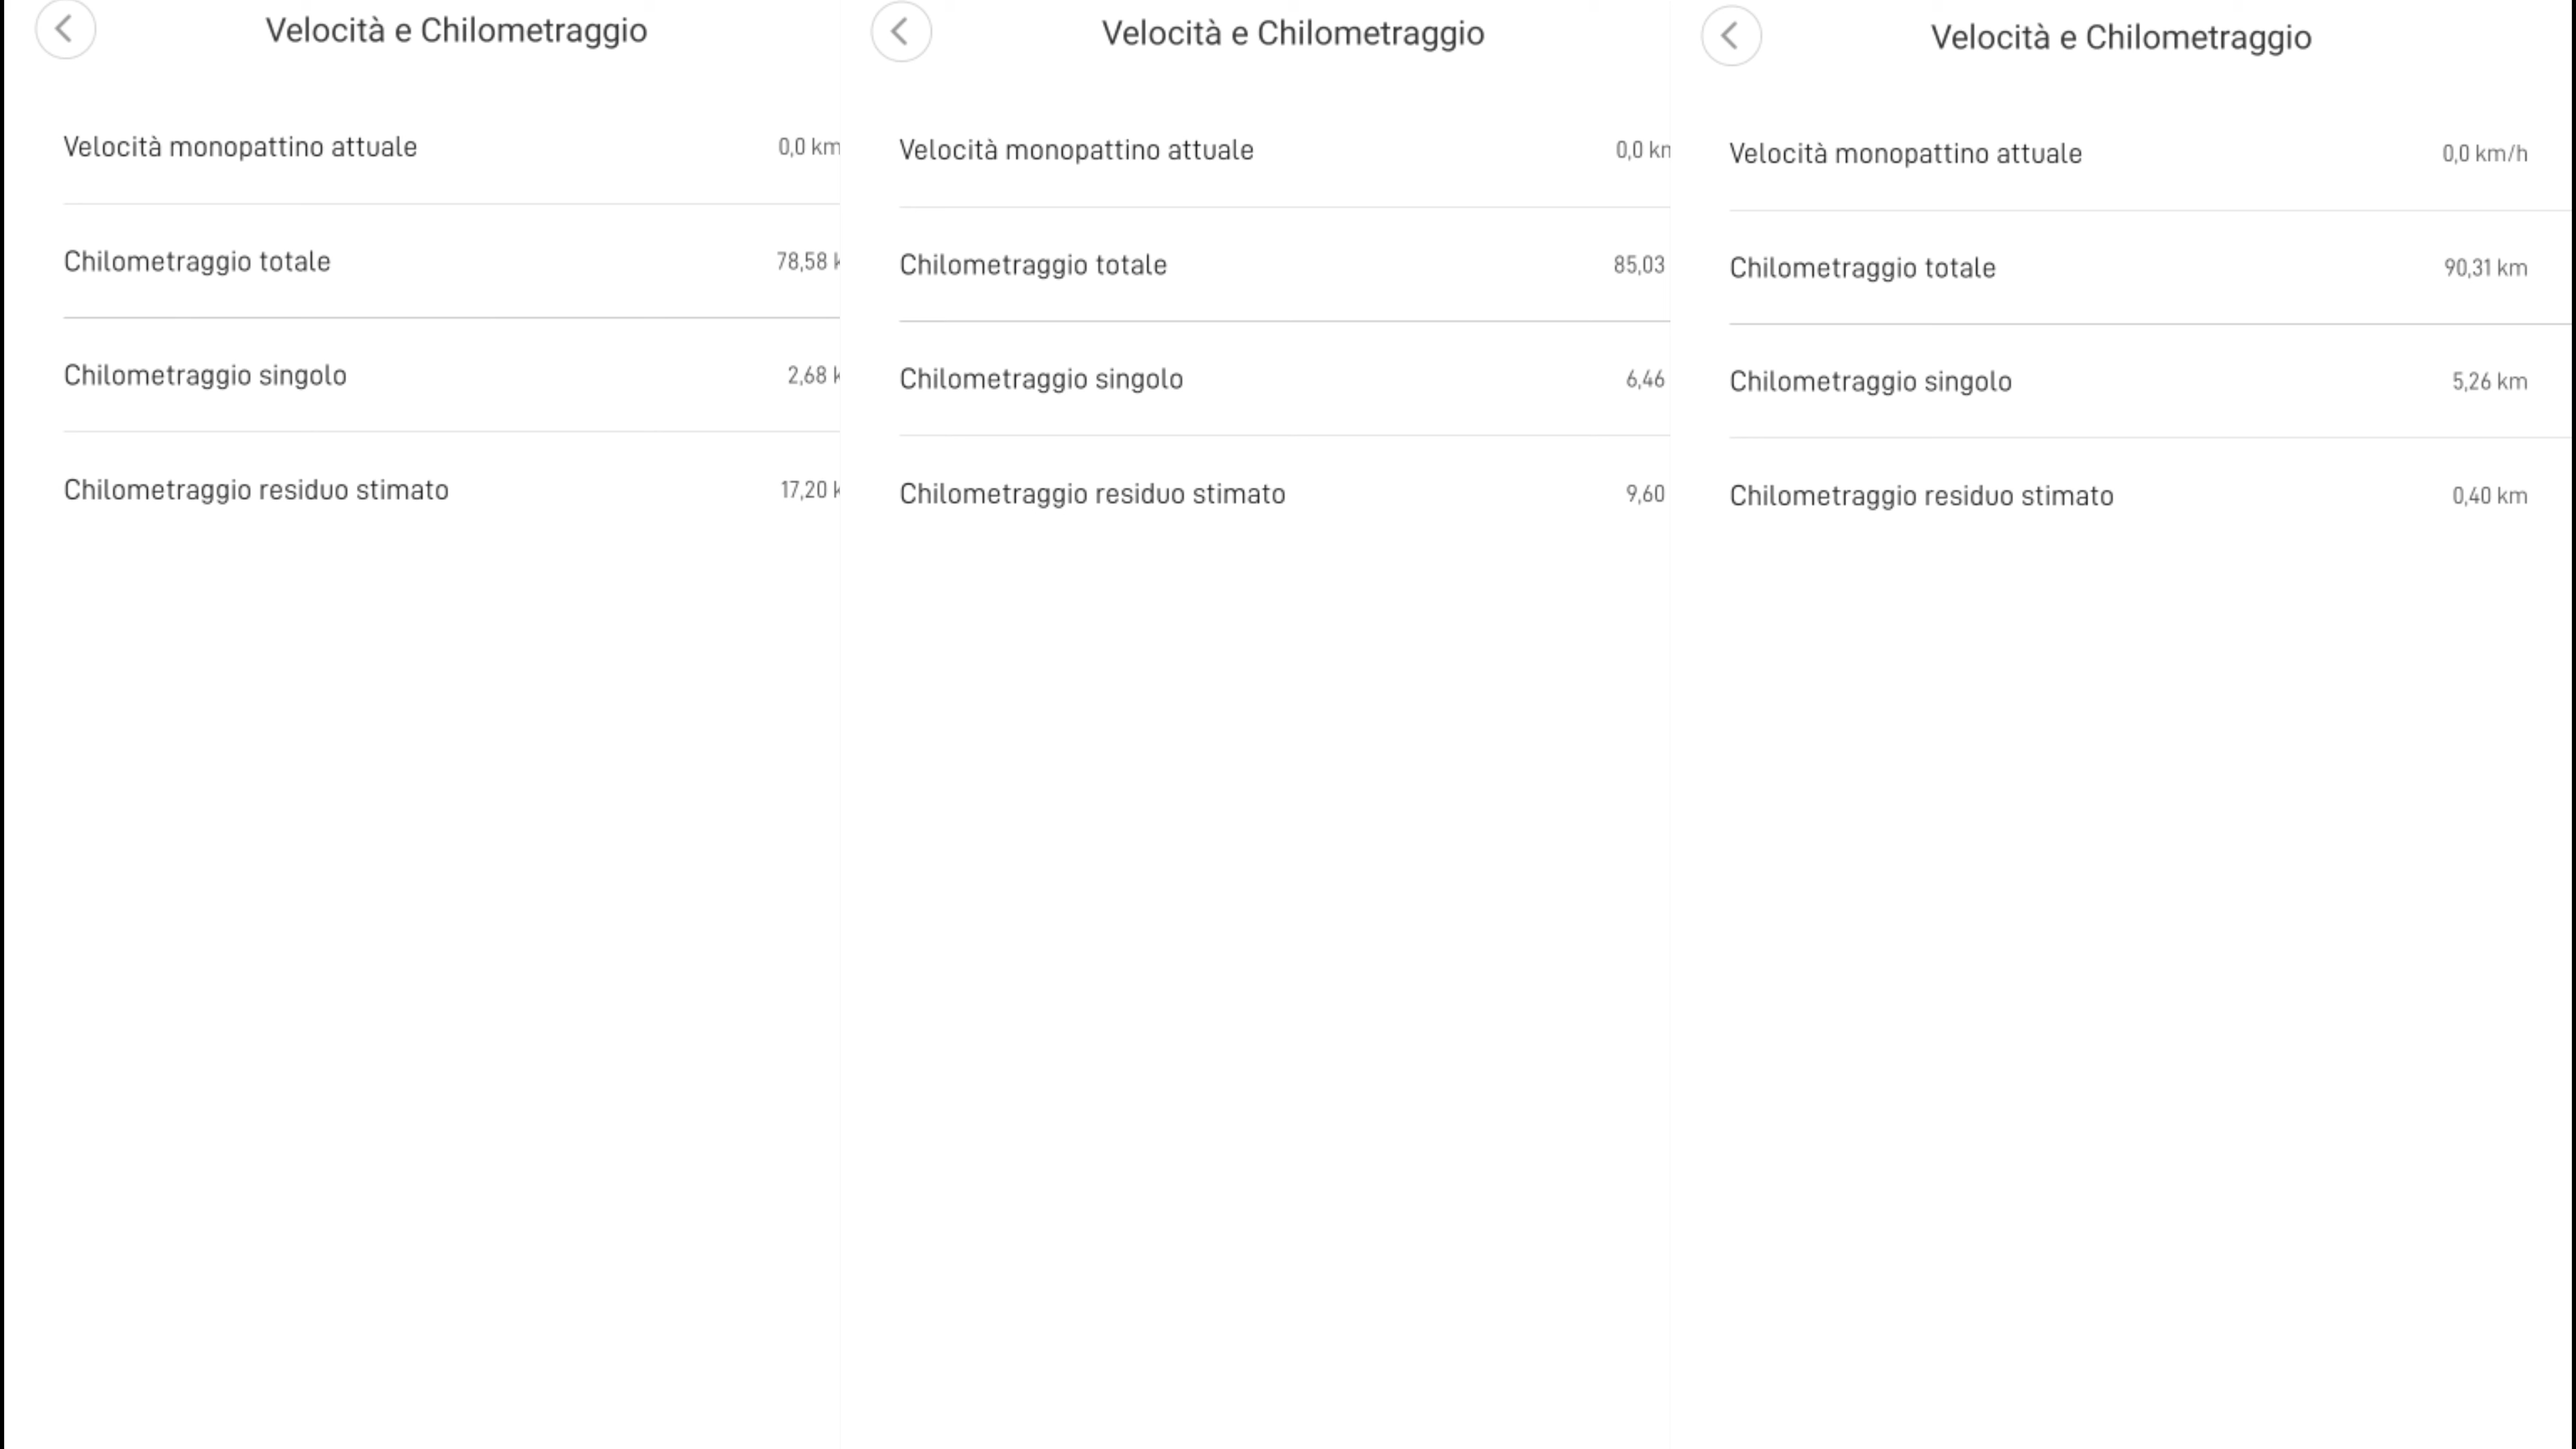 Velocità e Chilometraggio
Velocità monopattino attuale 0,0 km
Chilometraggio totale 78,58 k
Chilometraggio singolo 2,68 k
Chilometraggio residuo stimato 17,20 k
Velocità e Chilometraggio
Velocità monopattino attuale 0,0 km
Chilometraggio totale 85,03
Chilometraggio singolo 6,46
Chilometraggio residuo stimato 9,60
Velocità e Chilometraggio
Velocità monopattino attuale 0,0 km/h
Chilometraggio totale 90,31 km
Chilometraggio singolo 5,26 km
Chilometraggio residuo stimato 0,40 km